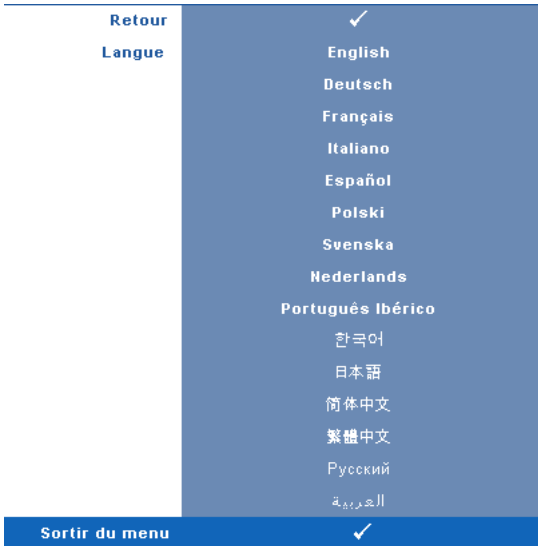 Retour ✓
Langue English
Deutsch
Français
Italiano
Español
Polski
Svenska
Nederlands
Português Ibérico
한국어
日本語
简体中文
繁體中文
Русский
العربية
Sortir du menu ✓